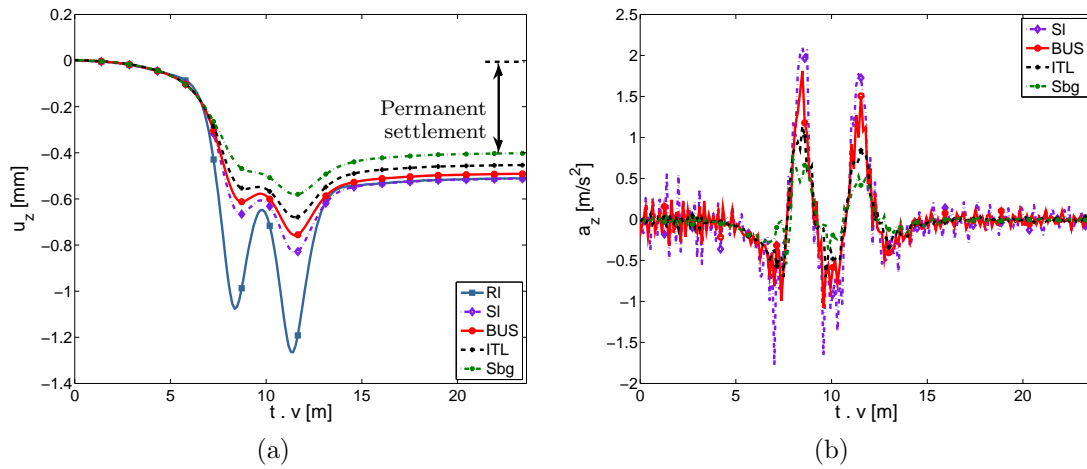 0.2
0
−0.2
−0.4
−0.6
−0.8
−1
−1.2
−1.4
u_z [mm]
0 5 10 15 20
t . v [m]
Permanent
settlement
RI
SI
BUS
ITL
Sbg
(a)
2.5
2
1.5
1
0.5
0
−0.5
−1
−1.5
−2
a_z [m/s²]
0 5 10 15 20
t . v [m]
SI
BUS
ITL
Sbg
(b)